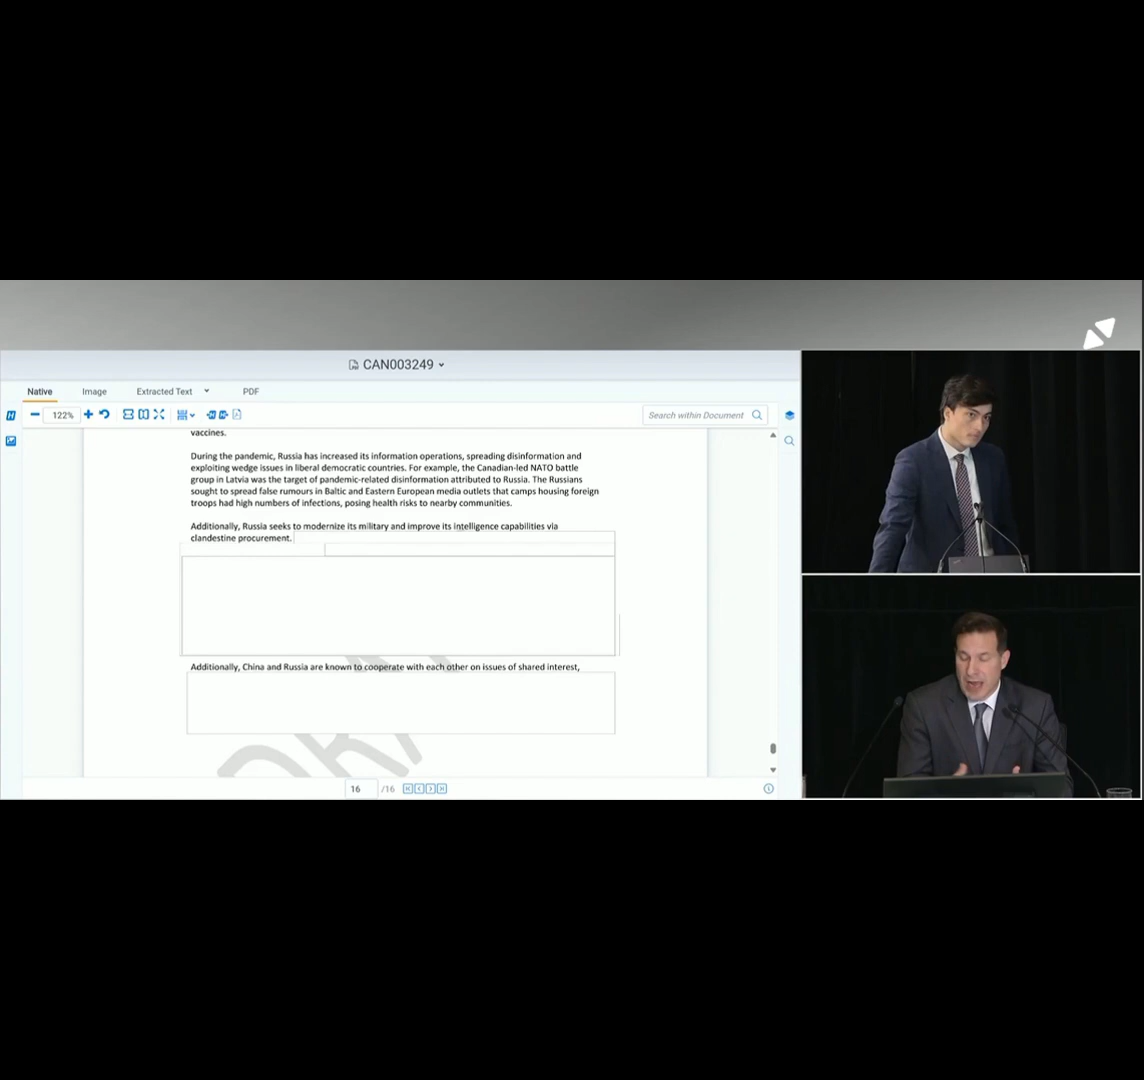 CAN003249
Native Image Extracted Text PDF
122% Search within Document
vaccines.
During the pandemic, Russia has increased its information operations, spreading disinformation and
exploiting wedge issues in liberal democratic countries. For example, the Canadian-led NATO battle
group in Latvia was the target of pandemic-related disinformation attributed to Russia. The Russians
sought to spread false rumours in Baltic and Eastern European media outlets that camps housing foreign
troops had high numbers of infections, posing health risks to nearby communities.
Additionally, Russia seeks to modernize its military and improve its intelligence capabilities via
clandestine procurement.
Additionally, China and Russia are known to cooperate with each other on issues of shared interest,
16 /16